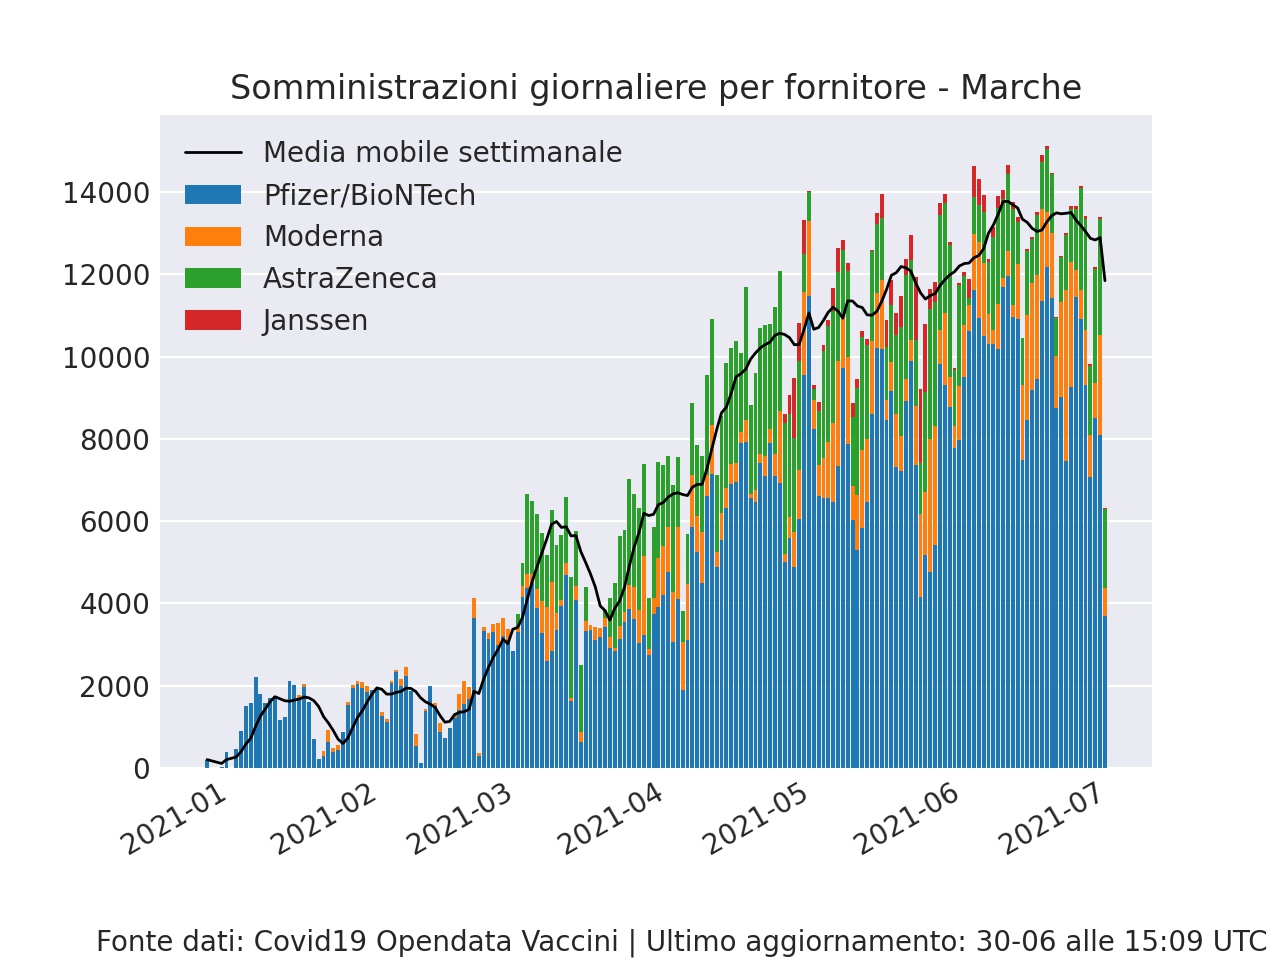 Somministrazioni giornaliere per fornitore - Marche
Media mobile settimanale
Pfizer/BioNTech
Moderna
AstraZeneca
Janssen
14000
12000
10000
8000
6000
4000
2000
0
2021-01
2021-02
2021-03
2021-04
2021-05
2021-06
2021-07
Fonte dati: Covid19 Opendata Vaccini | Ultimo aggiornamento: 30-06 alle 15:09 UTC